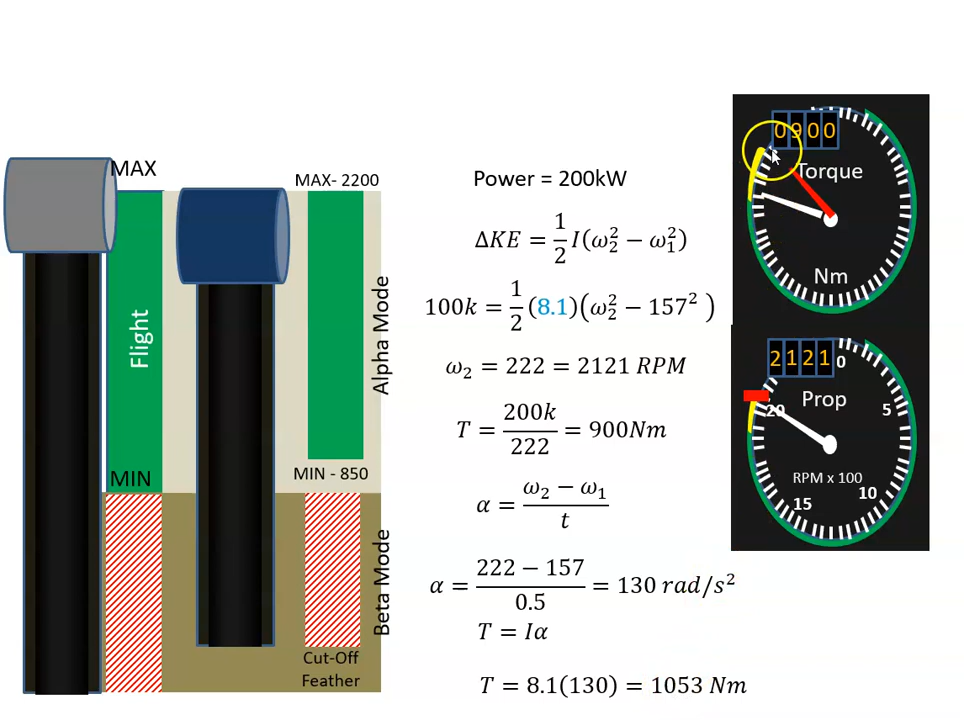 MAX
Flight
MIN
MAX- 2200
Alpha Mode
MIN - 850
Beta Mode
Cut-Off
Feather
Power = 200kW
ΔKE = 1/2 I(ω₂² − ω₁²)
100k = 1/2 (8.1)(ω₂² − 157²)
ω₂ = 222 = 2121 RPM
T = 200k/222 = 900Nm
α = (ω₂ − ω₁)/t
α = (222 − 157)/0.5 = 130 rad/s²
T = Iα
T = 8.1(130) = 1053 Nm
0900
Torque
Nm
2121
0
Prop
20
5
RPM x 100
15
10